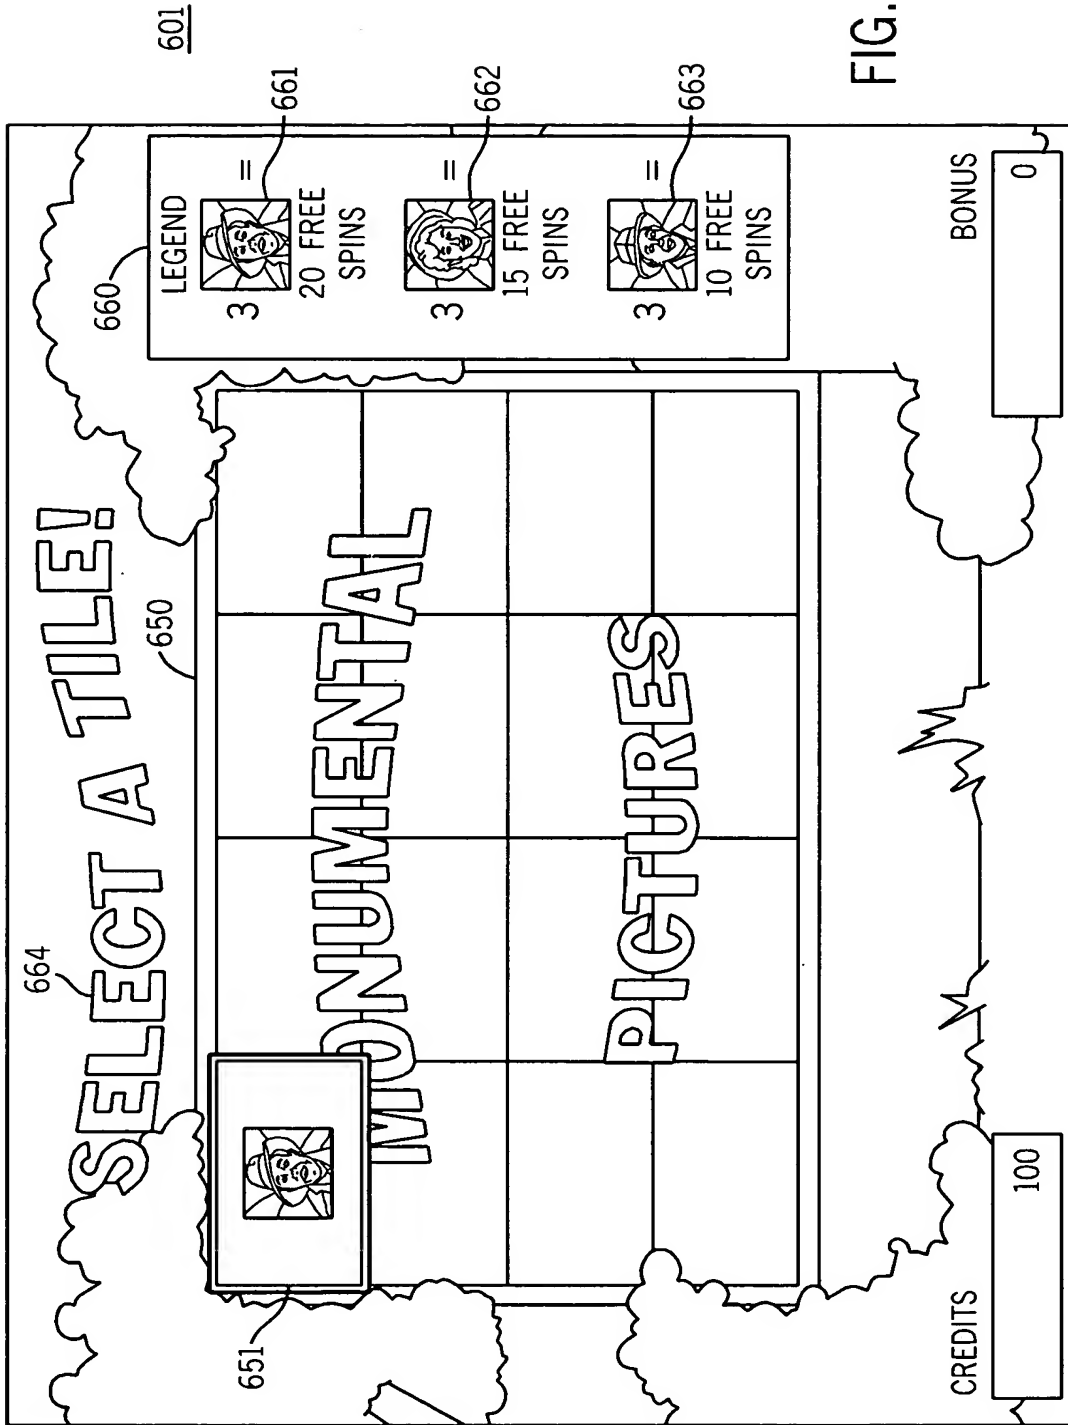 601
SELECT A TILE!
664
650
660
651
MONUMENTAL
PICTURES
LEGEND
3 =
20 FREE
SPINS
661
3 =
15 FREE
SPINS
662
3 =
10 FREE
SPINS
663
CREDITS
100
BONUS
0
FIG.